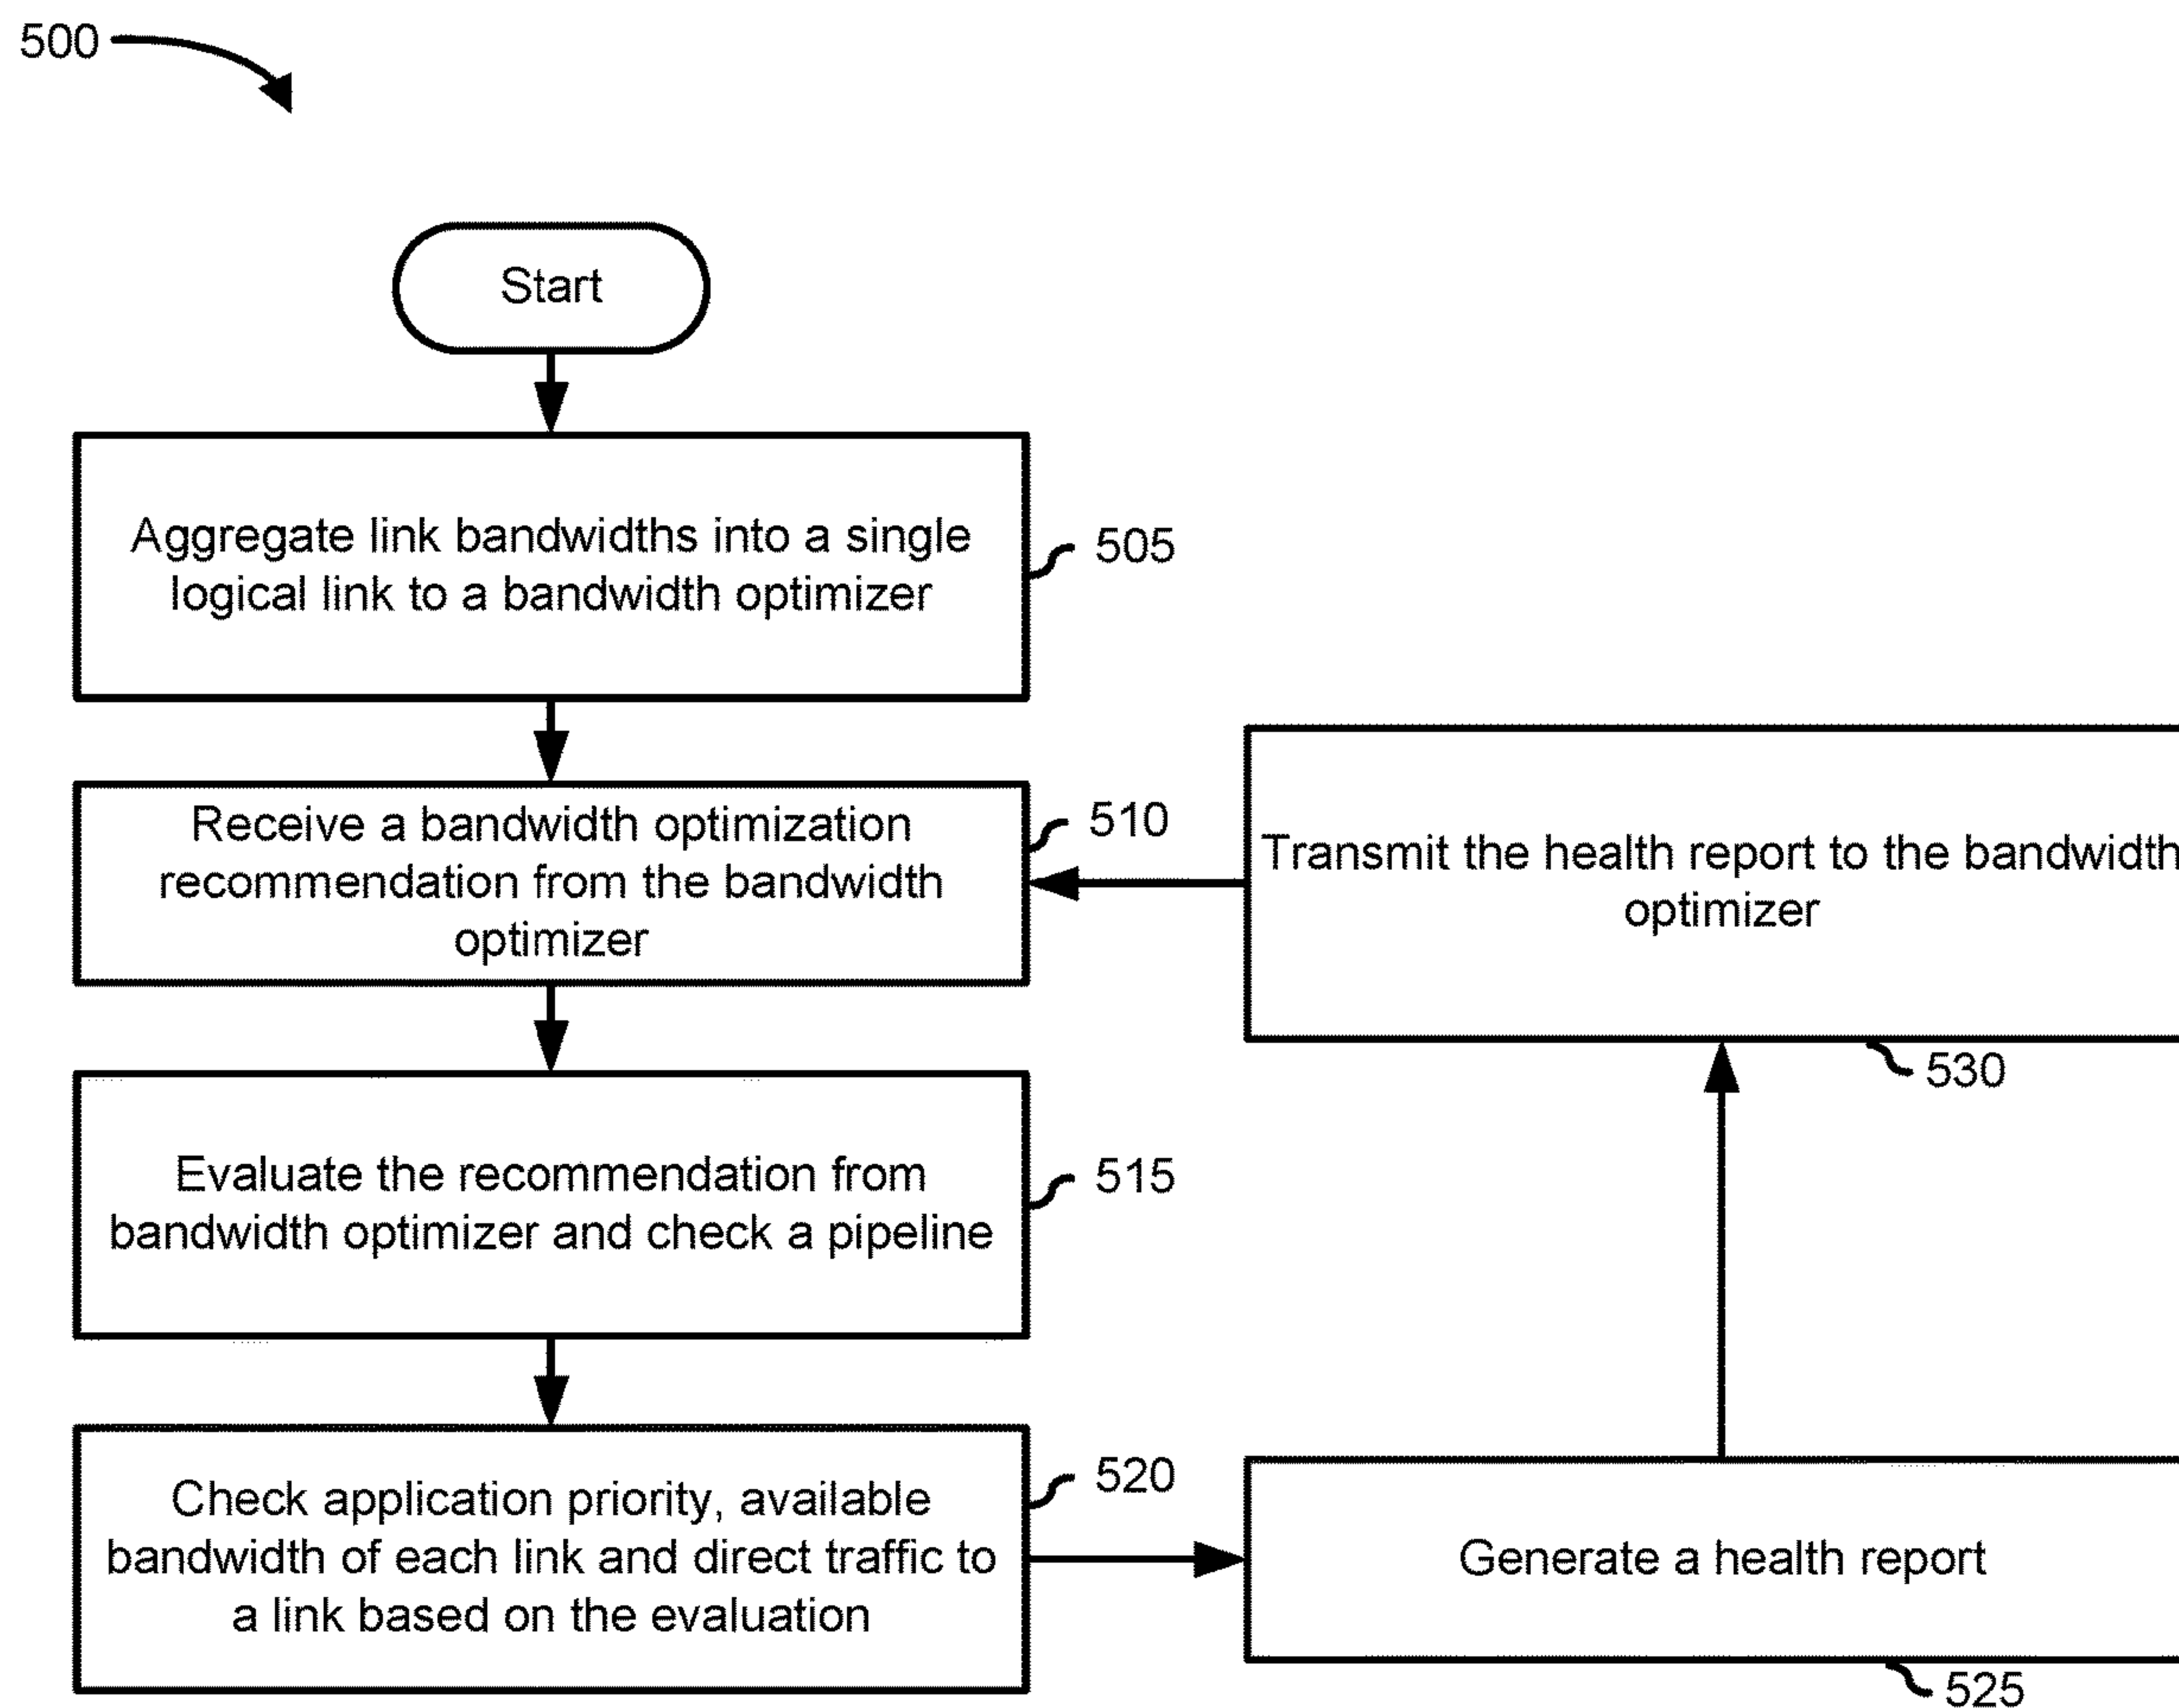 500
Start
Aggregate link bandwidths into a single
logical link to a bandwidth optimizer
505
Receive a bandwidth optimization
recommendation from the bandwidth
optimizer
510
Transmit the health report to the bandwidth
optimizer
530
Evaluate the recommendation from
bandwidth optimizer and check a pipeline
515
Check application priority, available
bandwidth of each link and direct traffic to
a link based on the evaluation
520
Generate a health report
525